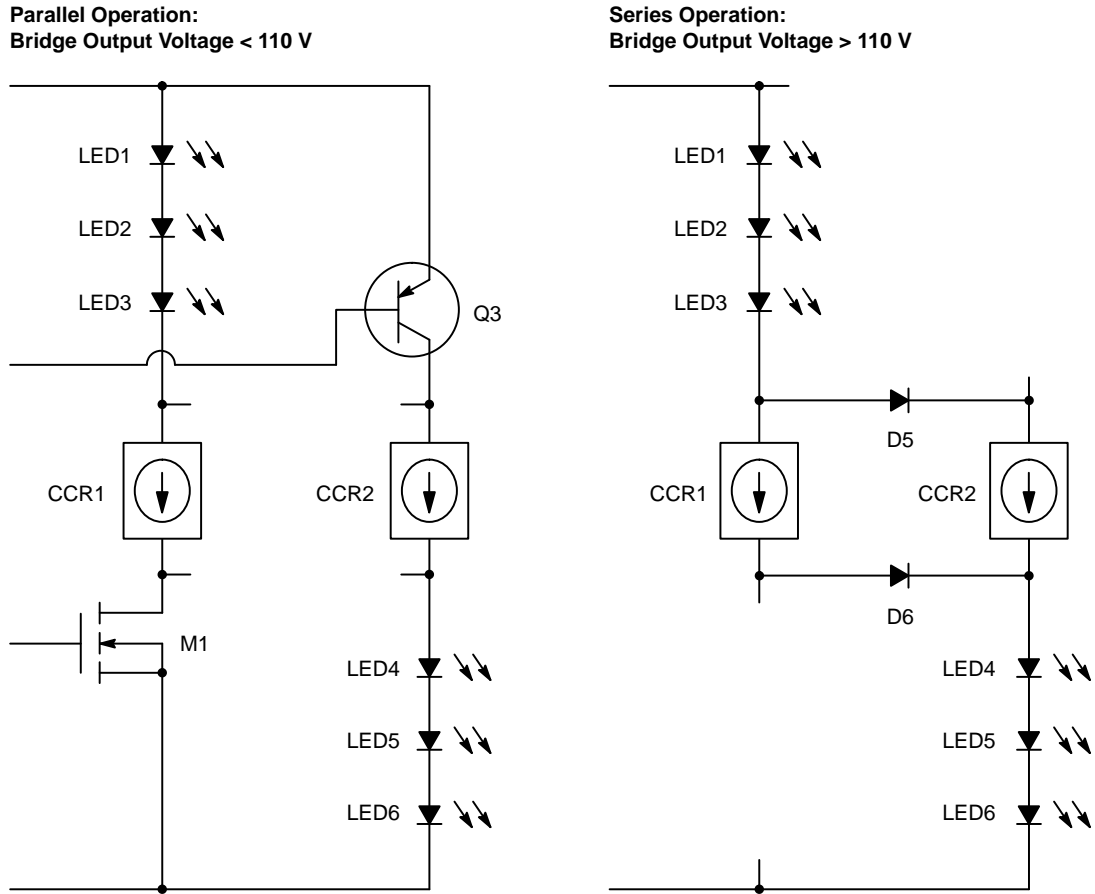 Parallel Operation:
Bridge Output Voltage < 110 V
LED1
LED2
LED3
Q3
CCR1
CCR2
M1
LED4
LED5
LED6
Series Operation:
Bridge Output Voltage > 110 V
LED1
LED2
LED3
D5
CCR1
CCR2
D6
LED4
LED5
LED6